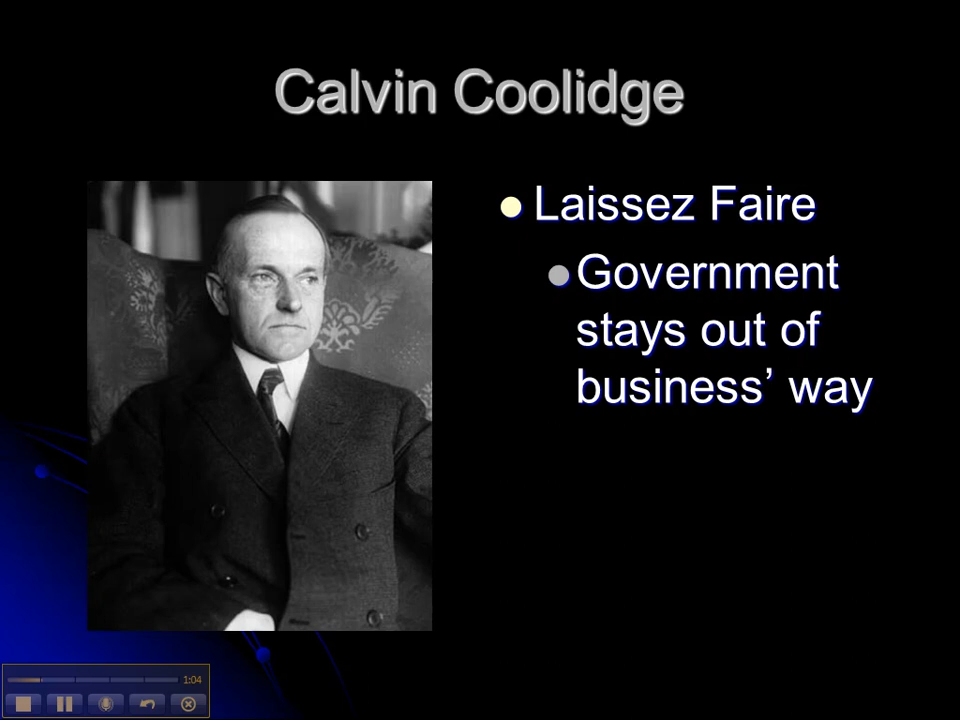 Calvin Coolidge
Laissez Faire
Government
stays out of
business’ way
1:04